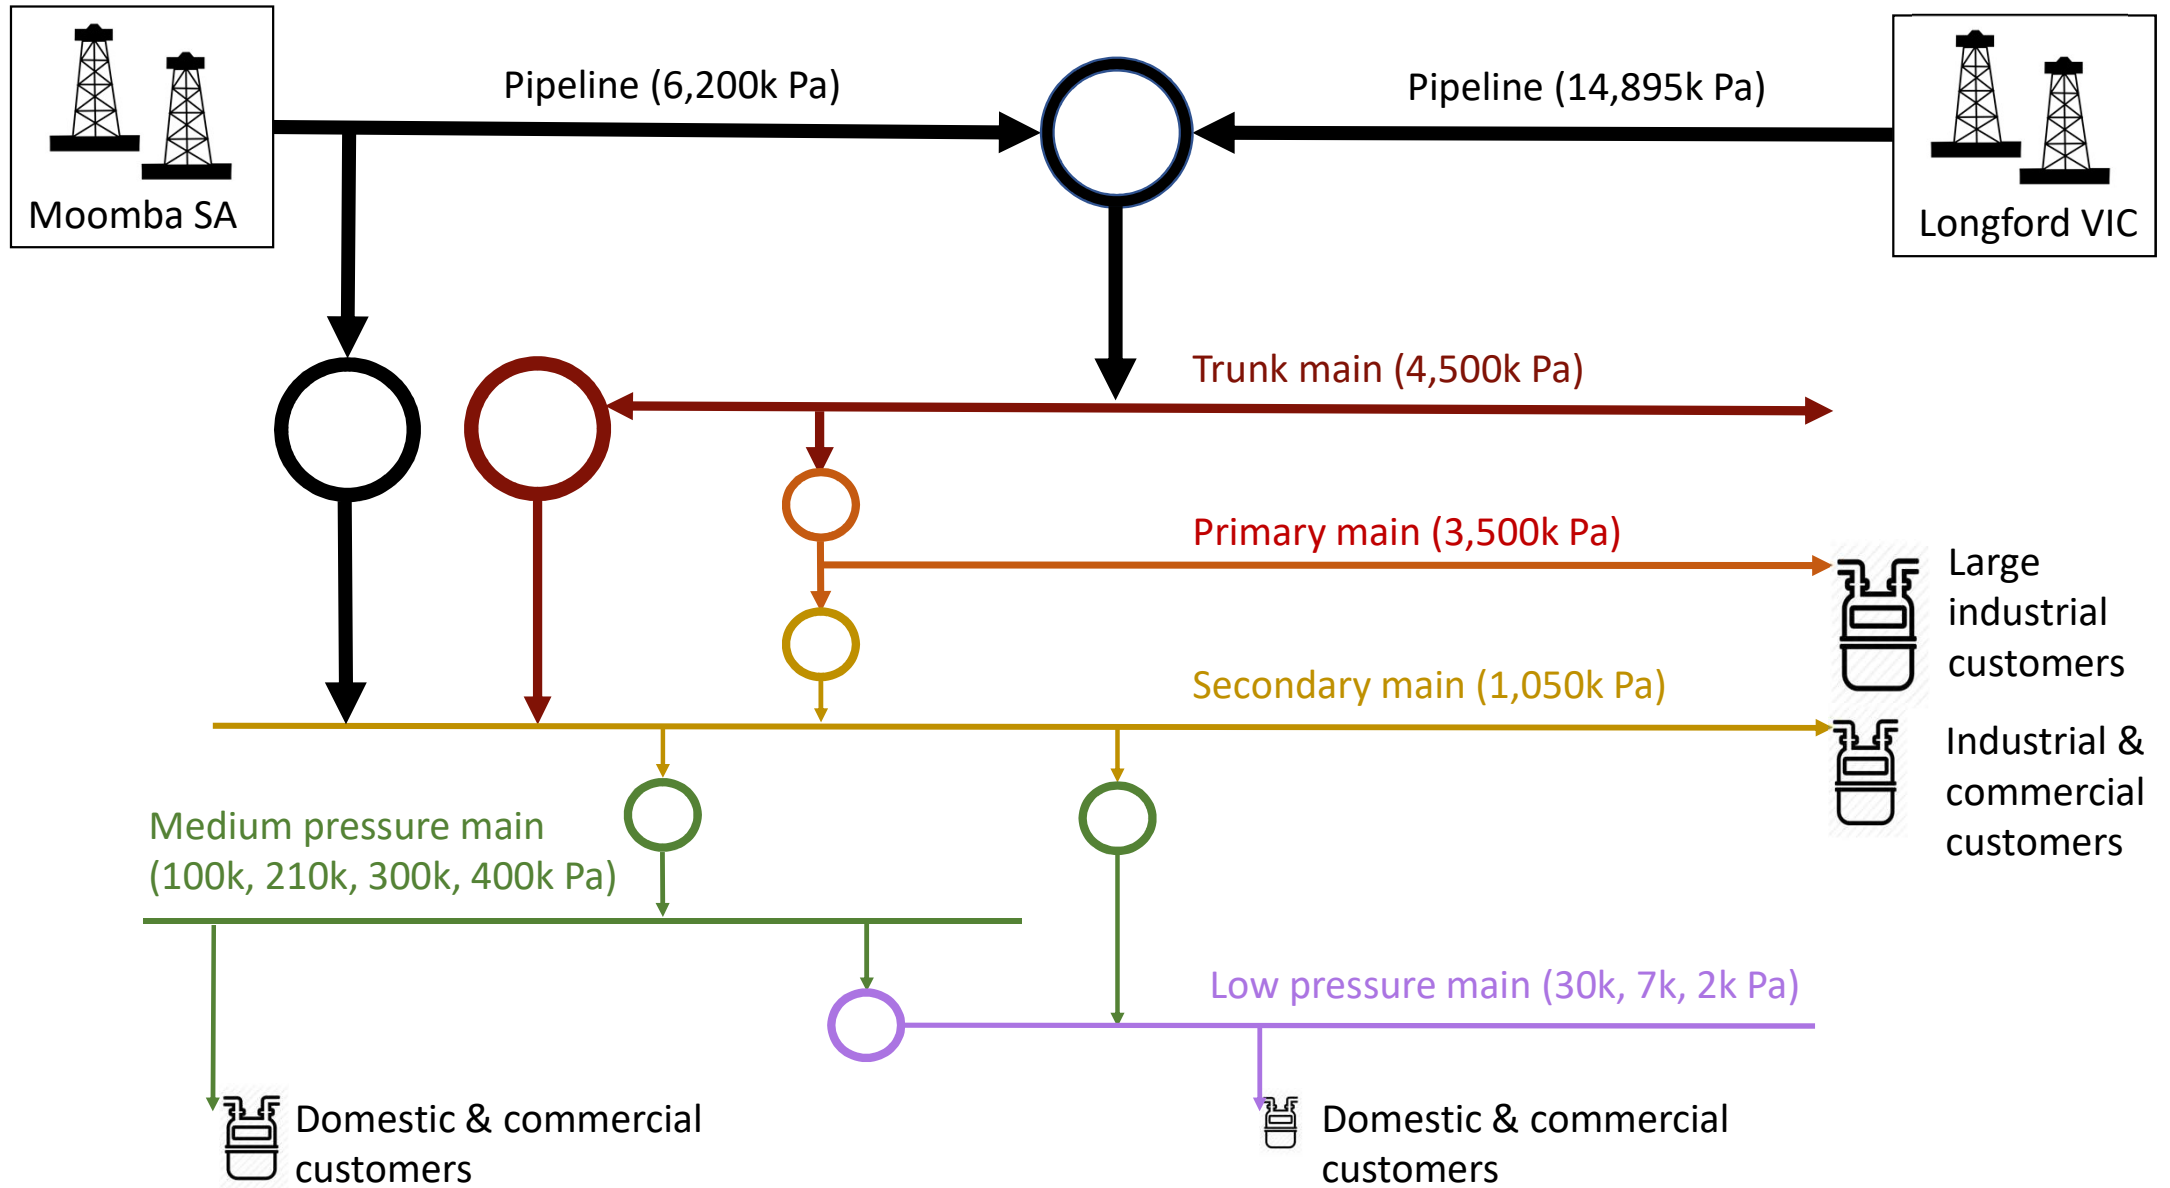 Pipeline (6,200k Pa)
Pipeline (14,895k Pa)
Moomba SA
Longford VIC
Trunk main (4,500k Pa)
Primary main (3,500k Pa)
Large
industrial
customers
Secondary main (1,050k Pa)
Industrial &
commercial
customers
Medium pressure main
(100k, 210k, 300k, 400k Pa)
Low pressure main (30k, 7k, 2k Pa)
Domestic & commercial
customers
Domestic & commercial
customers